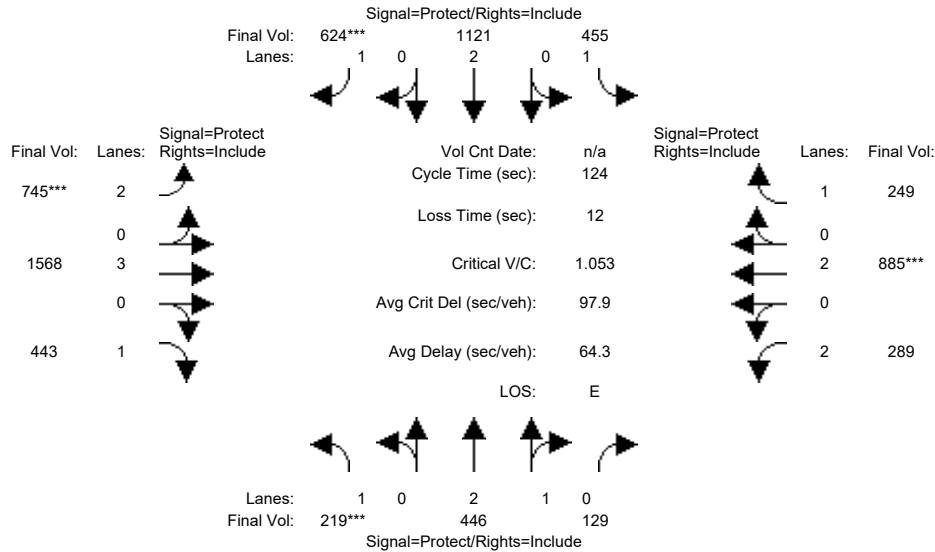 Signal=Protect/Rights=Include
Final Vol: 624*** 1121 455
Lanes: 1 0 2 0 1
Signal=Protect Signal=Protect
Final Vol: Lanes: Rights=Include Vol Cnt Date: n/a Rights=Include Lanes: Final Vol:
Cycle Time (sec): 124
745*** 2 1 249
Loss Time (sec): 12
0 0
1568 3 Critical V/C: 1.053 2 885***
0 Avg Crit Del (sec/veh): 97.9 0
443 1 Avg Delay (sec/veh): 64.3 2 289
LOS: E
Lanes: 1 0 2 1 0
Final Vol: 219*** 446 129
Signal=Protect/Rights=Include